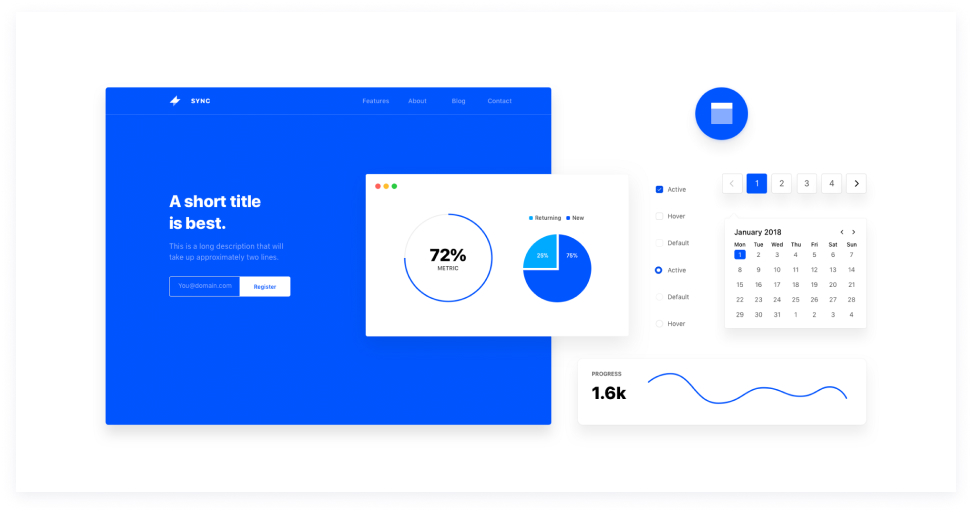 SYNC
Features About Blog Contact
A short title
is best.
This is a long description that will
take up approximately two lines.
You@domain.com Register
72%
METRIC
Returning New
25% 75%
Active
Hover
Default
Active
Default
Hover
1 2 3 4
January 2018
Mon Tue Wed Thu Fri Sat Sun
1 2 3 4 5 6 7
8 9 10 11 12 13 14
15 16 17 18 19 20 21
22 23 24 25 26 27 28
29 30 31 1 2 3 4
PROGRESS
1.6k